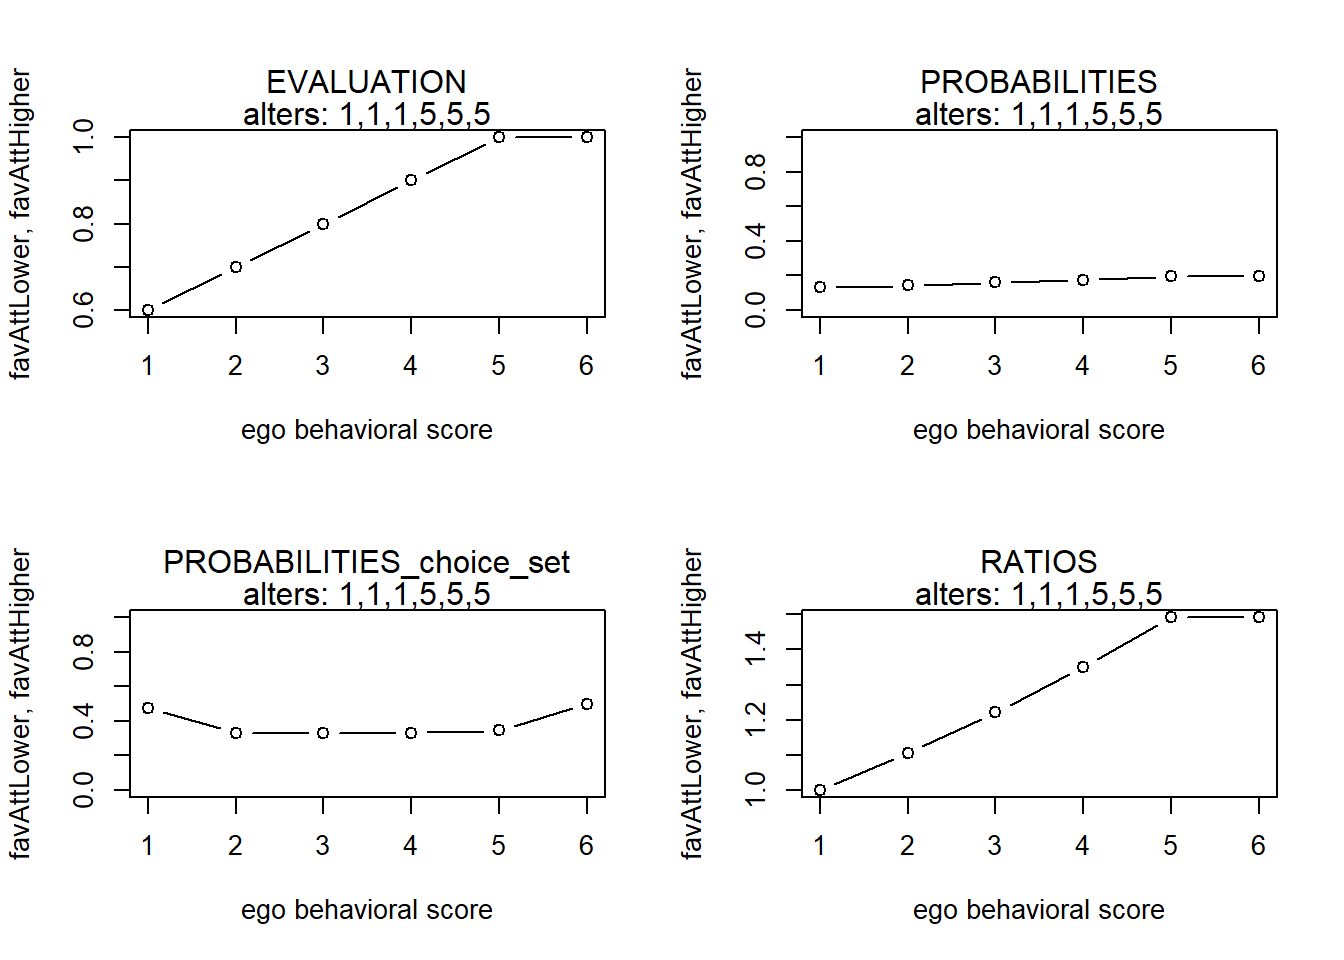 EVALUATION
alters: 1,1,1,5,5,5
favAttLower, favAttHigher
1.0
0.8
0.6
1 2 3 4 5 6
ego behavioral score
PROBABILITIES
alters: 1,1,1,5,5,5
favAttLower, favAttHigher
0.8
0.4
0.0
1 2 3 4 5 6
ego behavioral score
PROBABILITIES_choice_set
alters: 1,1,1,5,5,5
favAttLower, favAttHigher
0.8
0.4
0.0
1 2 3 4 5 6
ego behavioral score
RATIOS
alters: 1,1,1,5,5,5
favAttLower, favAttHigher
1.4
1.2
1.0
1 2 3 4 5 6
ego behavioral score